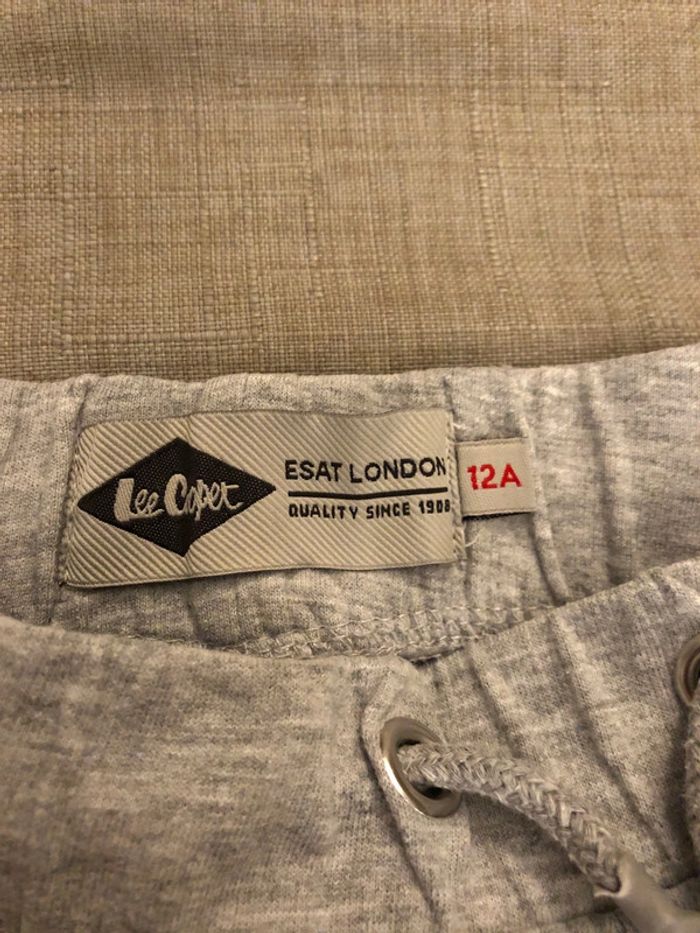 Lee Cooper
ESAT LONDON
QUALITY SINCE 1908
12A